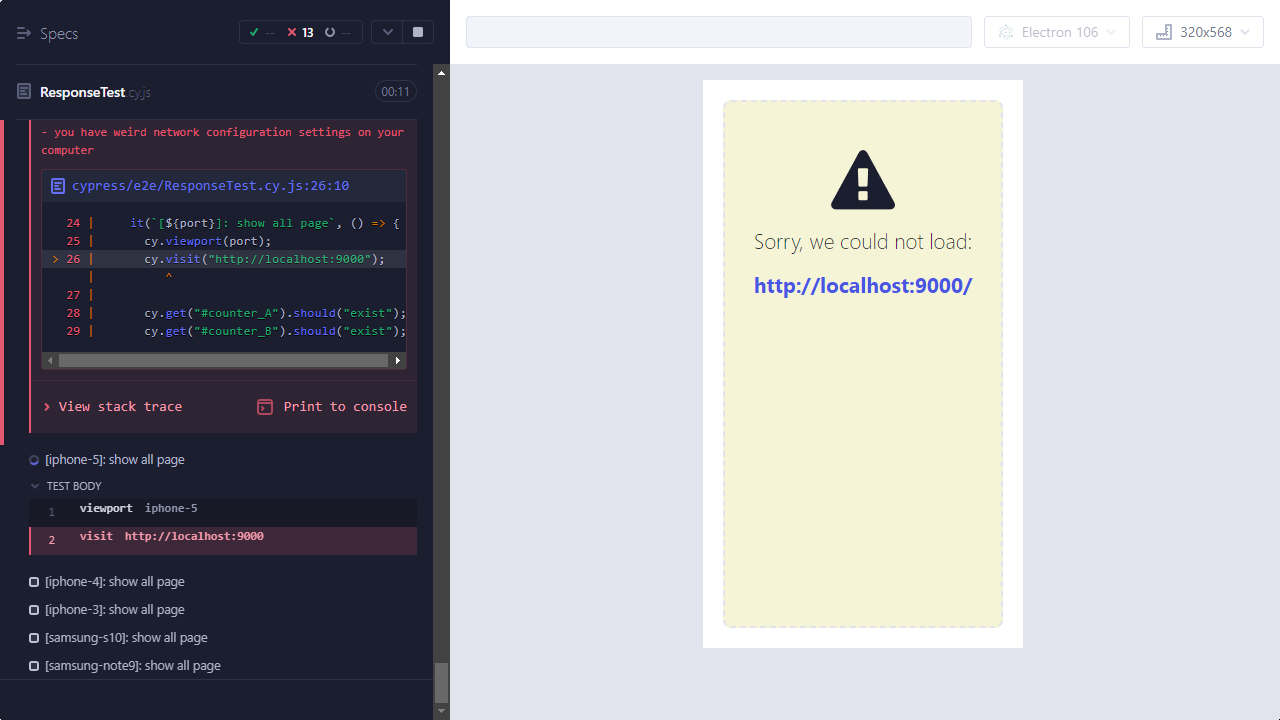 Specs
-- 13 --
Electron 106
320x568
ResponseTest.cy.js
00:11
- you have weird network configuration settings on your
computer
cypress/e2e/ResponseTest.cy.js:26:10
24 | it(`[${port}]: show all page`, () => {
25 | cy.viewport(port);
> 26 | cy.visit("http://localhost:9000");
| ^
27 |
28 | cy.get("#counter_A").should("exist");
29 | cy.get("#counter_B").should("exist");
View stack trace
Print to console
[iphone-5]: show all page
TEST BODY
1 viewport iphone-5
2 visit http://localhost:9000
[iphone-4]: show all page
[iphone-3]: show all page
[samsung-s10]: show all page
[samsung-note9]: show all page
Sorry, we could not load:
http://localhost:9000/